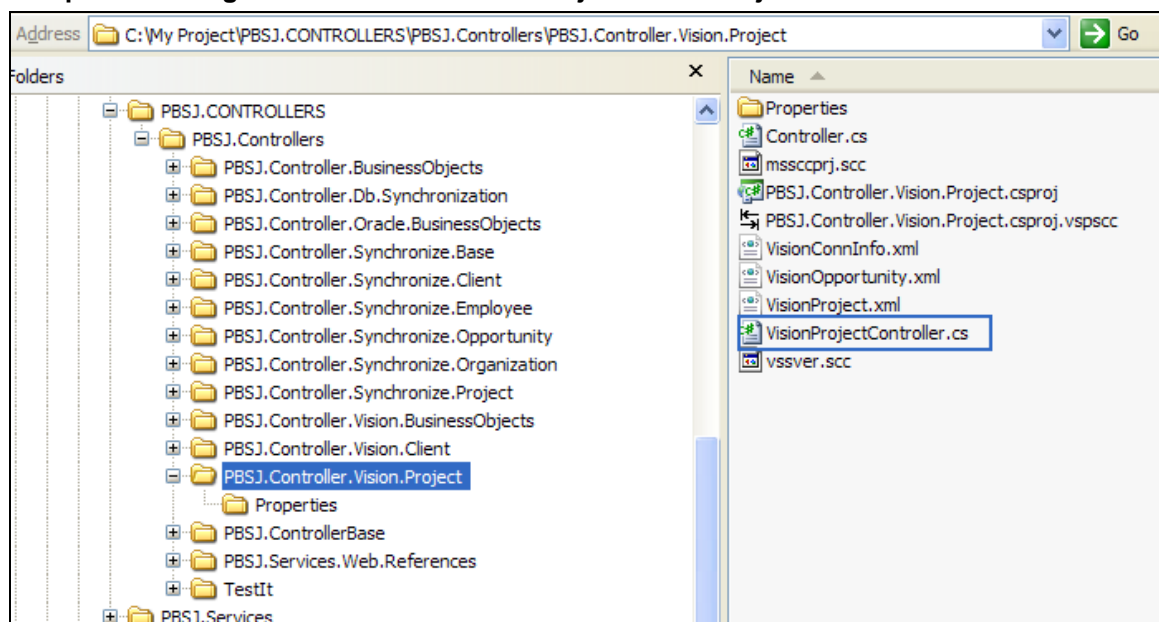 Address C:\My Project\PBSJ.CONTROLLERS\PBSJ.Controllers\PBSJ.Controller.Vision.Project Go
Folders
PBSJ.CONTROLLERS
PBSJ.Controllers
PBSJ.Controller.BusinessObjects
PBSJ.Controller.Db.Synchronization
PBSJ.Controller.Oracle.BusinessObjects
PBSJ.Controller.Synchronize.Base
PBSJ.Controller.Synchronize.Client
PBSJ.Controller.Synchronize.Employee
PBSJ.Controller.Synchronize.Opportunity
PBSJ.Controller.Synchronize.Organization
PBSJ.Controller.Synchronize.Project
PBSJ.Controller.Vision.BusinessObjects
PBSJ.Controller.Vision.Client
PBSJ.Controller.Vision.Project
Properties
PBSJ.ControllerBase
PBSJ.Services.Web.References
TestIt
PBSJ.Services
Name
Properties
Controller.cs
mssccprj.scc
PBSJ.Controller.Vision.Project.csproj
PBSJ.Controller.Vision.Project.csproj.vspscc
VisionConnInfo.xml
VisionOpportunity.xml
VisionProject.xml
VisionProjectController.cs
vssver.scc